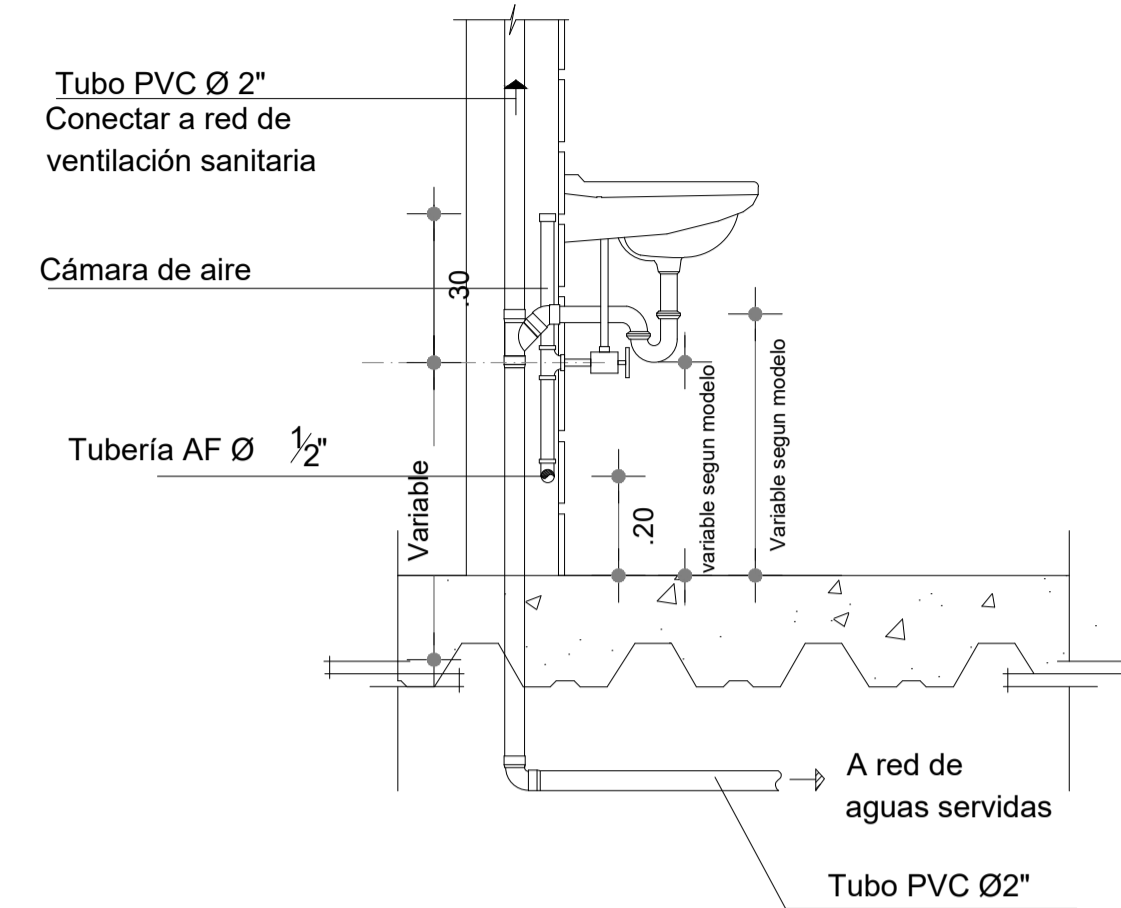 Tubo PVC Ø 2"
Conectar a red de
ventilación sanitaria
Cámara de aire
.30
Tubería AF Ø ½"
Variable
.20
variable segun modelo
Variable segun modelo
A red de
aguas servidas
Tubo PVC Ø2"